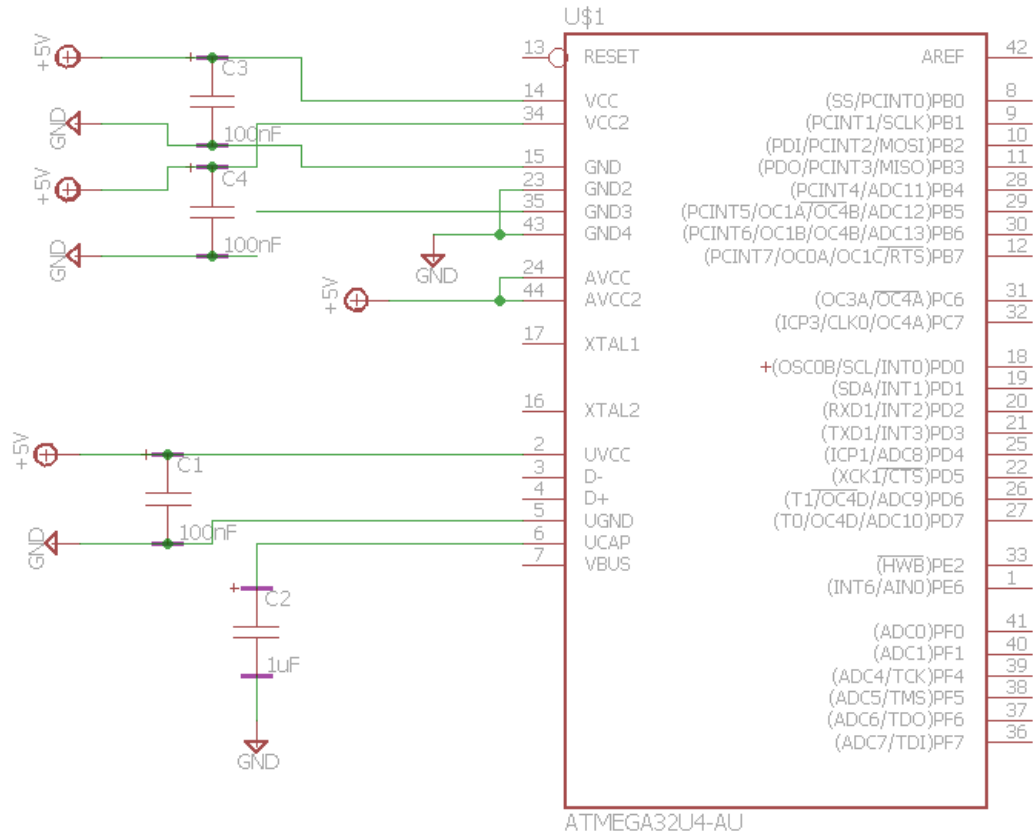 U$1
+5V
C3
100nF
GND
+5V
C4
100nF
GND
+5V
GND
+5V
C1
100nF
GND
C2
1uF
GND
13 RESET
14 VCC
34 VCC2
15 GND
23 GND2
35 GND3
43 GND4
24 AVCC
44 AVCC2
17 XTAL1
16 XTAL2
2 UVCC
3 D-
4 D+
5 UGND
6 UCAP
7 VBUS
AREF 42
(SS/PCINT0)PB0 8
(PCINT1/SCLK)PB1 9
(PDI/PCINT2/MOSI)PB2 10
(PDO/PCINT3/MISO)PB3 11
(PCINT4/ADC11)PB4 28
(PCINT5/OC1A/OC4B/ADC12)PB5 29
(PCINT6/OC1B/OC4B/ADC13)PB6 30
(PCINT7/OC0A/OC1C/RTS)PB7 12
(OC3A/OC4A)PC6 31
(ICP3/CLK0/OC4A)PC7 32
(OSC0B/SCL/INT0)PD0 18
(SDA/INT1)PD1 19
(RXD1/INT2)PD2 20
(TXD1/INT3)PD3 21
(ICP1/ADC8)PD4 25
(XCK1/CTS)PD5 22
(T1/OC4D/ADC9)PD6 26
(T0/OC4D/ADC10)PD7 27
(HWB)PE2 33
(INT6/AIN0)PE6 1
(ADC0)PF0 41
(ADC1)PF1 40
(ADC4/TCK)PF4 39
(ADC5/TMS)PF5 38
(ADC6/TDO)PF6 37
(ADC7/TDI)PF7 36
ATMEGA32U4-AU